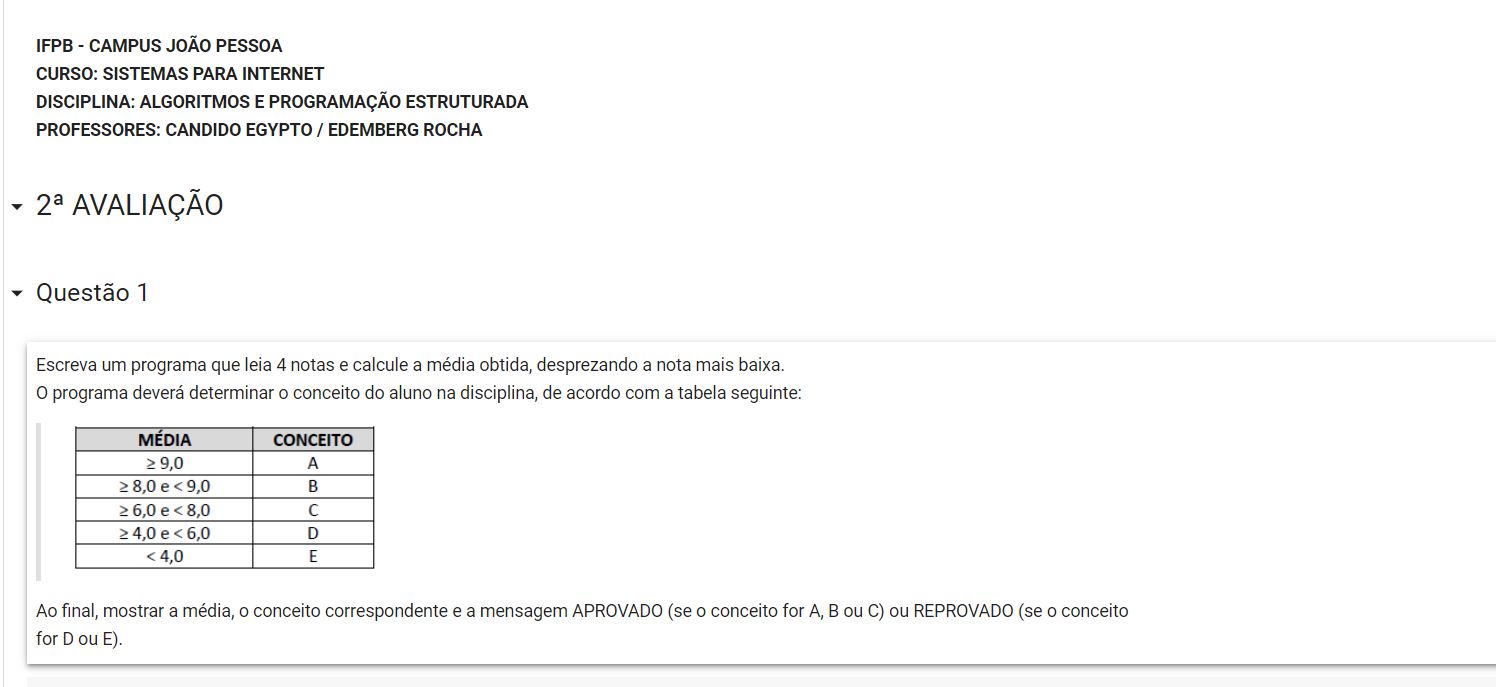 IFPB - CAMPUS JOÃO PESSOA
CURSO: SISTEMAS PARA INTERNET
DISCIPLINA: ALGORITMOS E PROGRAMAÇÃO ESTRUTURADA
PROFESSORES: CANDIDO EGYPTO / EDEMBERG ROCHA
2ª AVALIAÇÃO
Questão 1
Escreva um programa que leia 4 notas e calcule a média obtida, desprezando a nota mais baixa.
O programa deverá determinar o conceito do aluno na disciplina, de acordo com a tabela seguinte:
MÉDIA CONCEITO
≥ 9,0 A
≥ 8,0 e < 9,0 B
≥ 6,0 e < 8,0 C
≥ 4,0 e < 6,0 D
< 4,0 E
Ao final, mostrar a média, o conceito correspondente e a mensagem APROVADO (se o conceito for A, B ou C) ou REPROVADO (se o conceito
for D ou E).